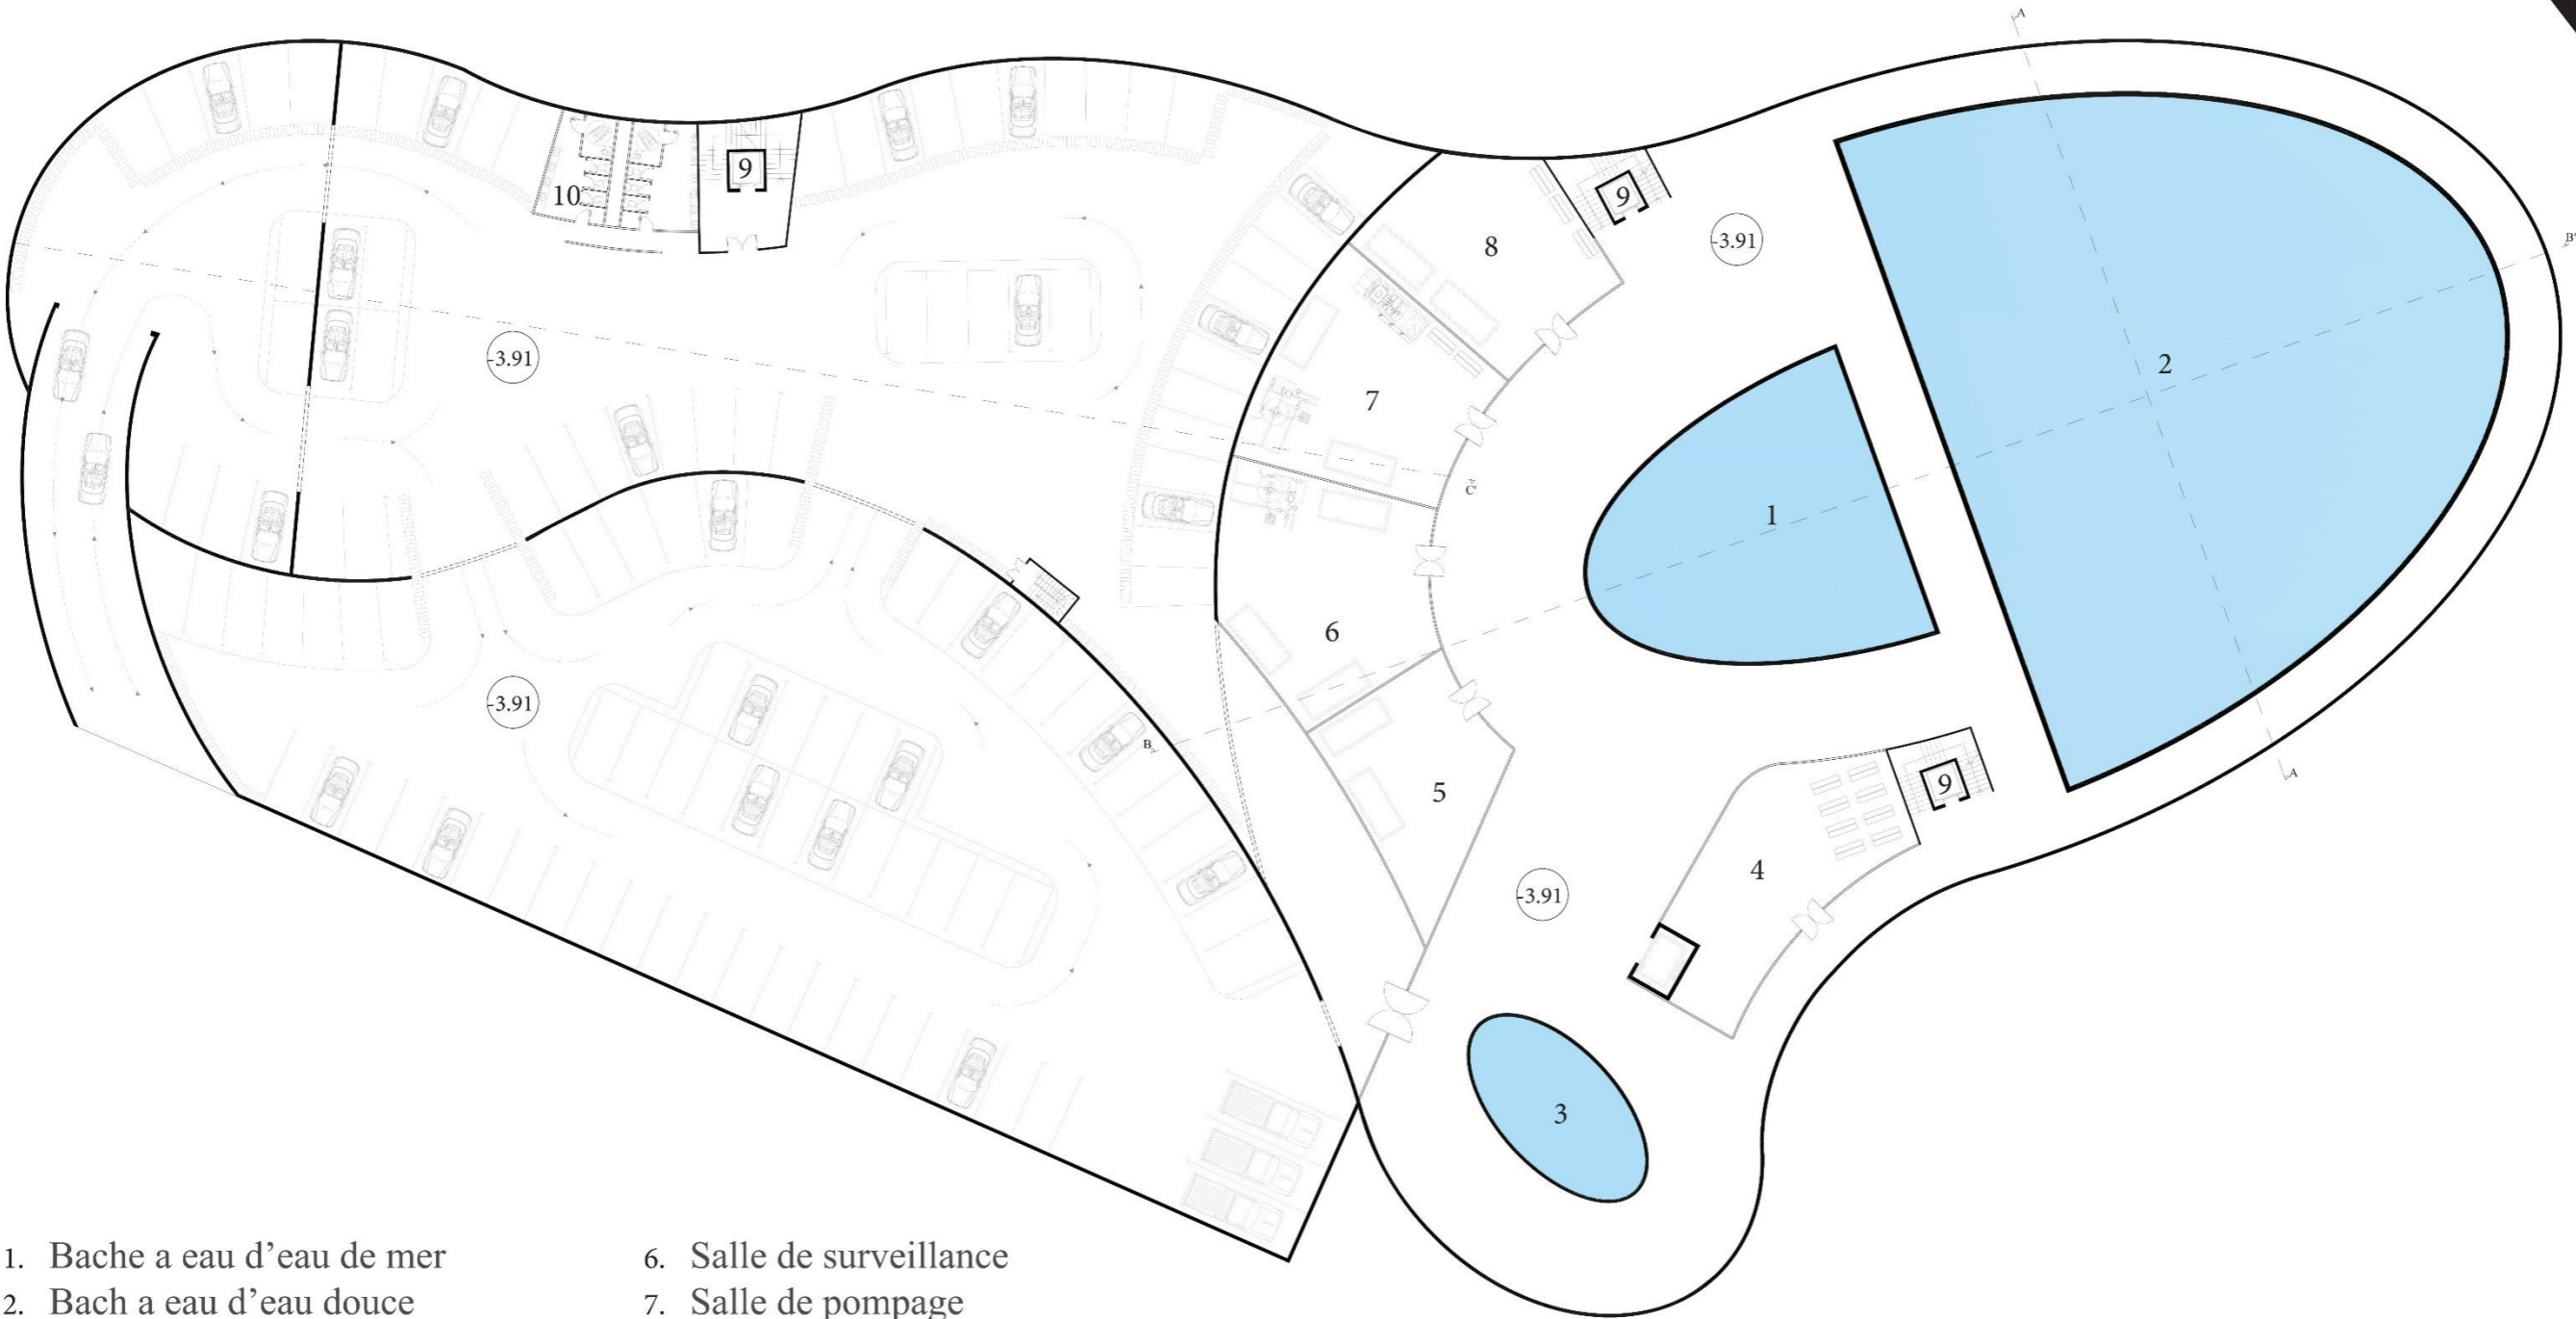 A
B'
9
9
10
8
-3.91
-3.91
2
7
C'
1
6
-3.91
B
A
5
9
4
-3.91
3
1. Bache a eau d’eau de mer
2. Bach a eau d’eau douce
6. Salle de surveillance
7. Salle de pompage